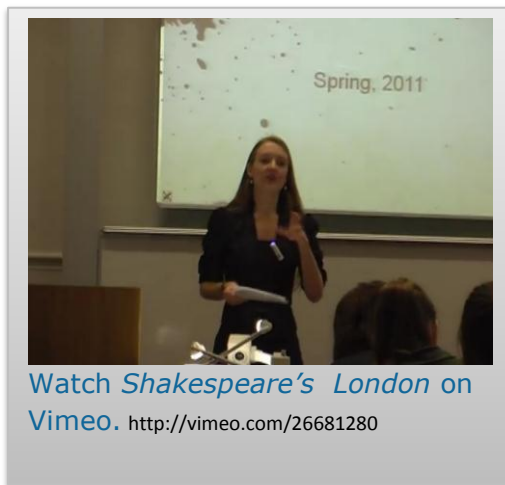 Spring, 2011
Watch Shakespeare’s  London on
Vimeo. http://vimeo.com/26681280